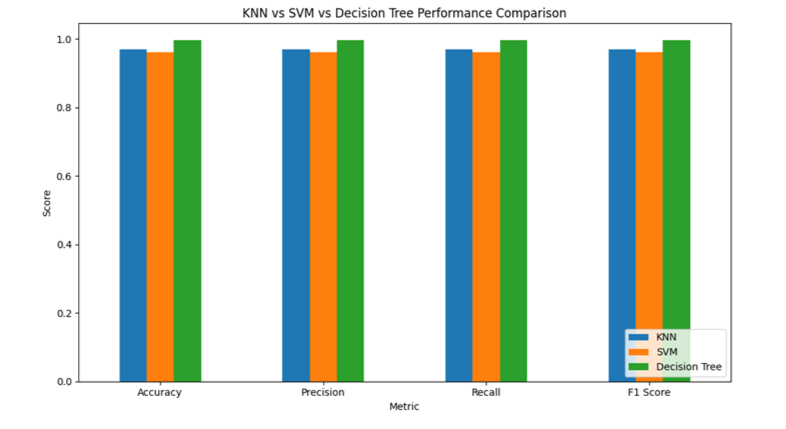 KNN vs SVM vs Decision Tree Performance Comparison
1.0
0.8
0.6
0.4
0.2
0.0
Score
Accuracy
Precision
Recall
F1 Score
Metric
KNN
SVM
Decision Tree